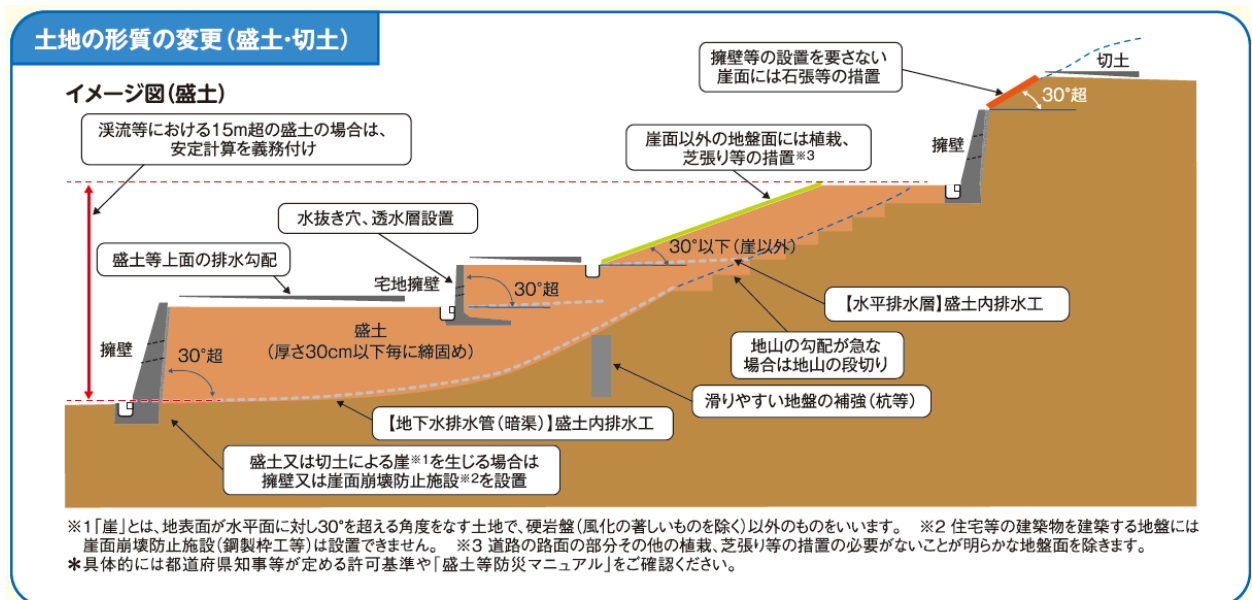 土地の形質の変更(盛土・切土)
イメージ図(盛土)
渓流等における15m超の盛土の場合は、
安定計算を義務付け
擁壁等の設置を要さない
崖面には石張等の措置
切土
30°超
擁壁
崖面以外の地盤面には植栽、
芝張り等の措置※3
水抜き穴、透水層設置
盛土等上面の排水勾配
宅地擁壁
30°超
30°以下(崖以外)
【水平排水層】盛土内排水工
擁壁
30°超
盛土
(厚さ30cm以下毎に締固め)
地山の勾配が急な
場合は地山の段切り
滑りやすい地盤の補強(杭等)
【地下水排水管(暗渠)】盛土内排水工
盛土又は切土による崖※1を生じる場合は
擁壁又は崖面崩壊防止施設※2を設置
※1「崖」とは、地表面が水平面に対し30°を超える角度をなす土地で、硬岩盤(風化の著しいものを除く)以外のものをいいます。 ※2 住宅等の建築物を建築する地盤には
崖面崩壊防止施設(鋼製枠工等)は設置できません。 ※3 道路の路面の部分その他の植栽、芝張り等の措置の必要がないことが明らかな地盤面を除きます。
＊具体的には都道府県知事等が定める許可基準や「盛土等防災マニュアル」をご確認ください。